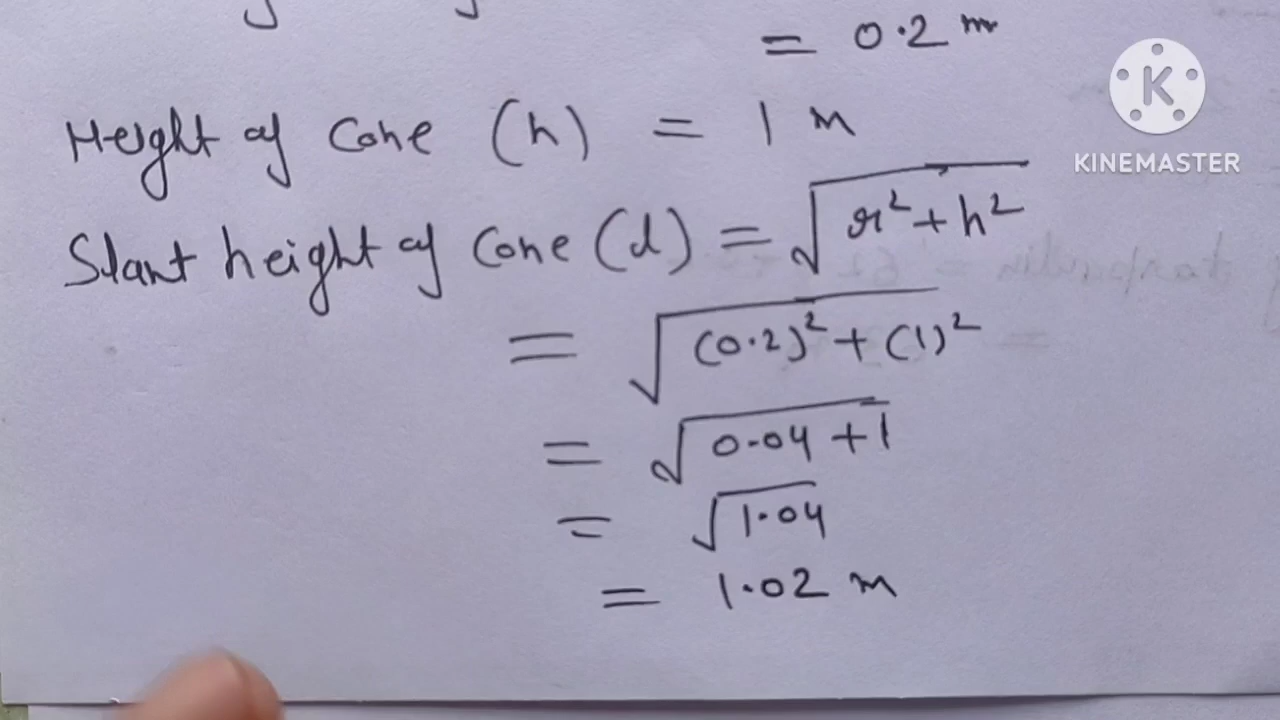 = 0.2 m
Height of Cone (h) = 1 m
Slant height of Cone (l) = √r²+h²
= √(0.2)²+(1)²
= √0.04+1
= √1.04
= 1.02 m
K
KINEMASTER